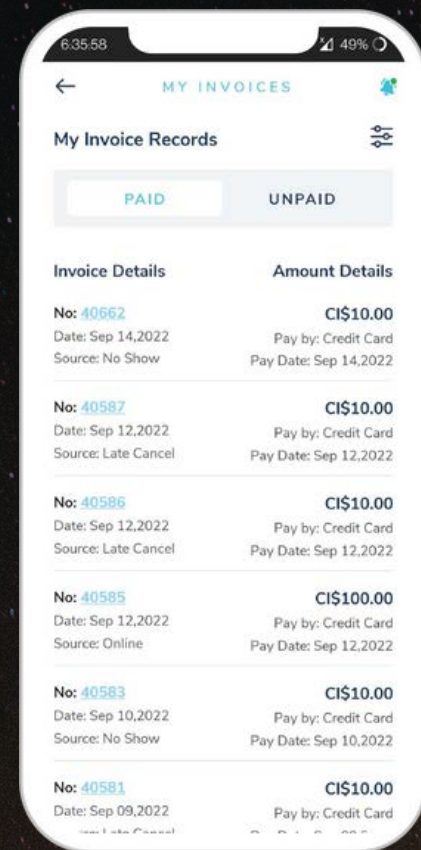 6:35:58 49%
MY INVOICES
My Invoice Records
PAID UNPAID
Invoice Details Amount Details
No: 40662 CI$10.00
Date: Sep 14,2022 Pay by: Credit Card
Source: No Show Pay Date: Sep 14,2022
No: 40587 CI$10.00
Date: Sep 12,2022 Pay by: Credit Card
Source: Late Cancel Pay Date: Sep 12,2022
No: 40586 CI$10.00
Date: Sep 12,2022 Pay by: Credit Card
Source: Late Cancel Pay Date: Sep 12,2022
No: 40585 CI$100.00
Date: Sep 12,2022 Pay by: Credit Card
Source: Online Pay Date: Sep 12,2022
No: 40583 CI$10.00
Date: Sep 10,2022 Pay by: Credit Card
Source: No Show Pay Date: Sep 10,2022
No: 40581 CI$10.00
Date: Sep 09,2022 Pay by: Credit Card